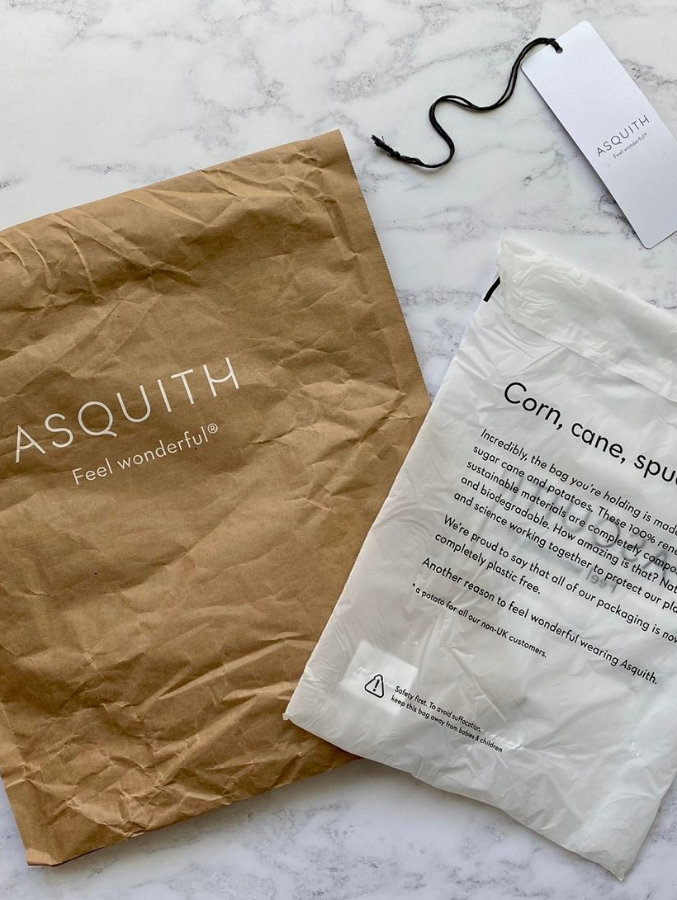 ASQUITH
Feel wonderful®
ASQUITH
Feel wonderful®
Corn, cane, spu
Incredibly, the bag you're holding is made
sugar cane and potatoes. These 100% rene
sustainable materials are completely compo
and biodegradable. How amazing is that? Nat
and science working together to protect our pla
We're proud to say that all of our packaging is now
completely plastic free.
Another reason to feel wonderful wearing Asquith.
* a potato for all our non-UK customers.
Safety first. To avoid suffocation,
keep this bag away from babies & children